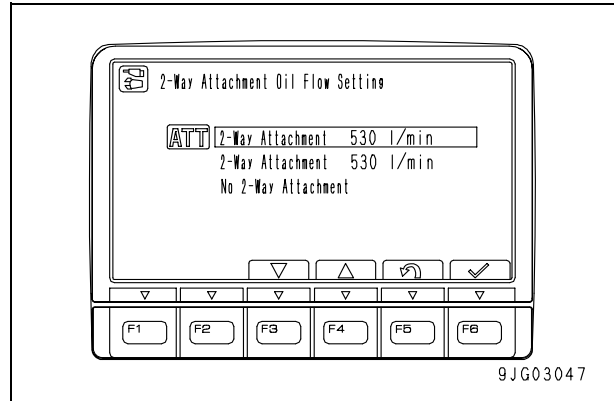 2-Way Attachment Oil Flow Setting
ATT 2-Way Attachment 530 l/min
2-Way Attachment 530 l/min
No 2-Way Attachment
F1 F2 F3 F4 F5 F6
9JG03047